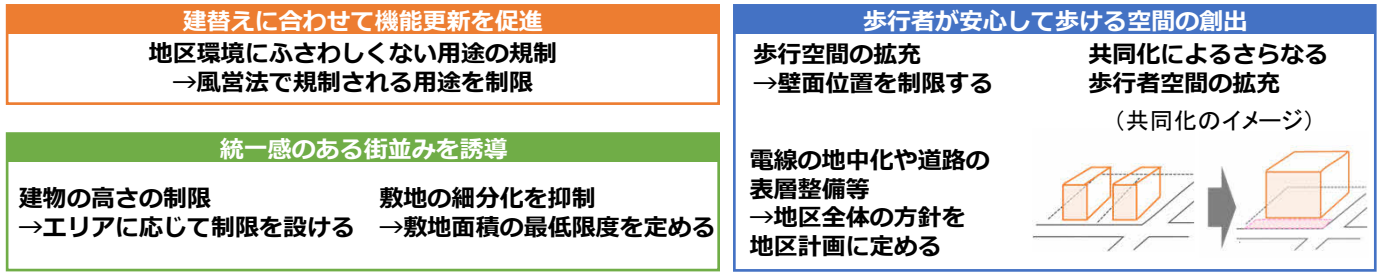 建替えに合わせて機能更新を促進
地区環境にふさわしくない用途の規制
→風営法で規制される用途を制限
統一感のある街並みを誘導
建物の高さの制限
→エリアに応じて制限を設ける
敷地の細分化を抑制
→敷地面積の最低限度を定める
歩行者が安心して歩ける空間の創出
歩行空間の拡充
→壁面位置を制限する
共同化によるさらなる
歩行者空間の拡充
（共同化のイメージ）
電線の地中化や道路の
表層整備等
→地区全体の方針を
地区計画に定める